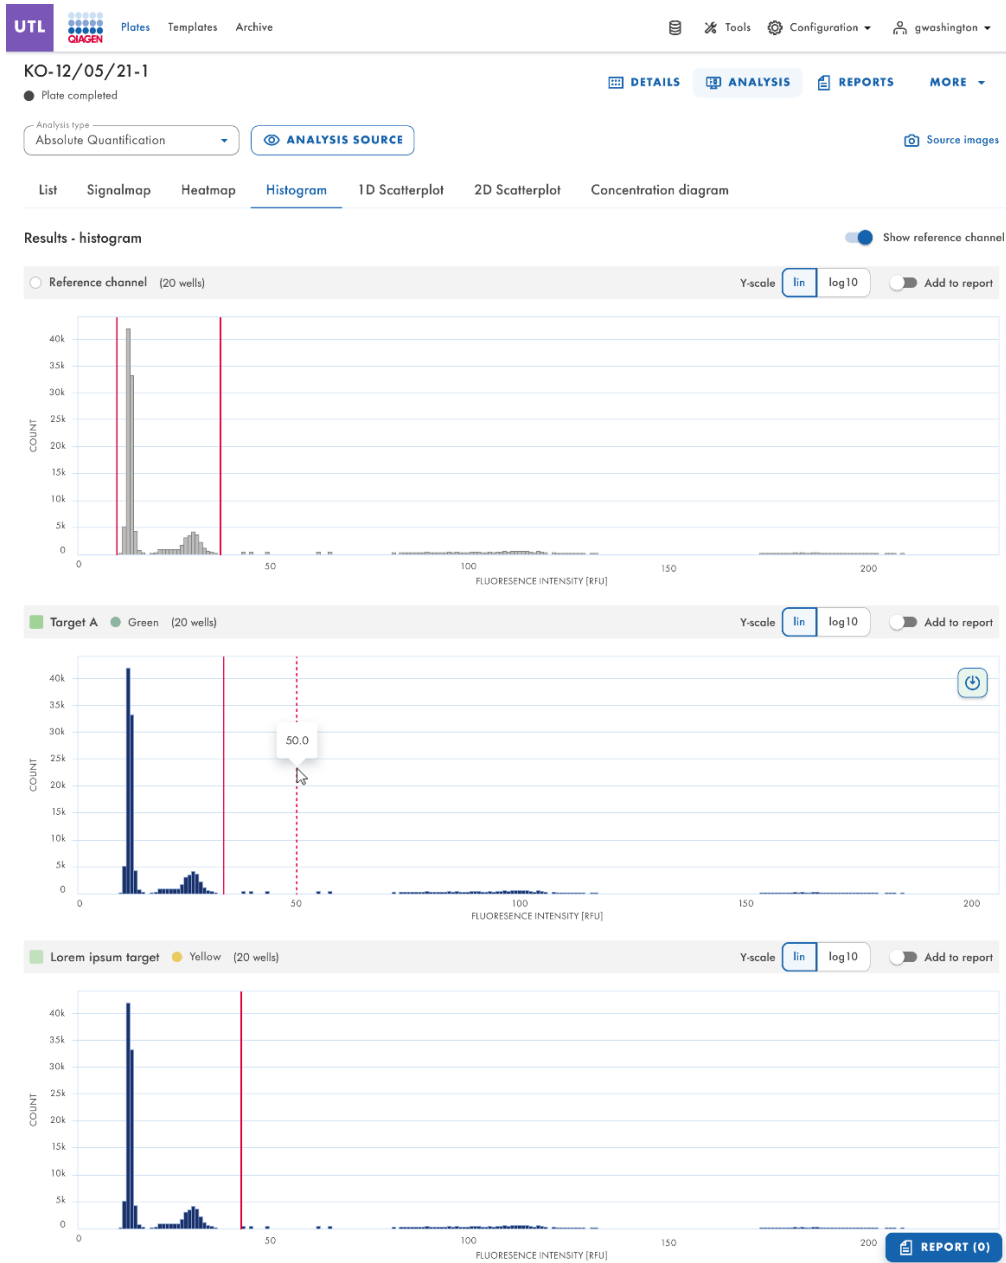 UTL QIAGEN Plates Templates Archive Tools Configuration gwashington
KO-12/05/21-1
Plate completed
DETAILS ANALYSIS REPORTS MORE
Analysis type
Absolute Quantification
ANALYSIS SOURCE
Source images
List Signalmap Heatmap Histogram 1D Scatterplot 2D Scatterplot Concentration diagram
Results - histogram
Show reference channel
Reference channel (20 wells) Y-scale lin log10 Add to report
40k
35k
30k
25k
20k
15k
10k
5k
0
COUNT
0 50 100 150 200
FLUORESENCE INTENSITY [RFU]
Target A Green (20 wells) Y-scale lin log10 Add to report
40k
35k
30k
25k
20k
15k
10k
5k
0
COUNT
50.0
0 50 100 150 200
FLUORESENCE INTENSITY [RFU]
Lorem ipsum target Yellow (20 wells) Y-scale lin log10 Add to report
40k
35k
30k
25k
20k
15k
10k
5k
0
COUNT
0 50 100 150 200
FLUORESENCE INTENSITY [RFU]
REPORT (0)